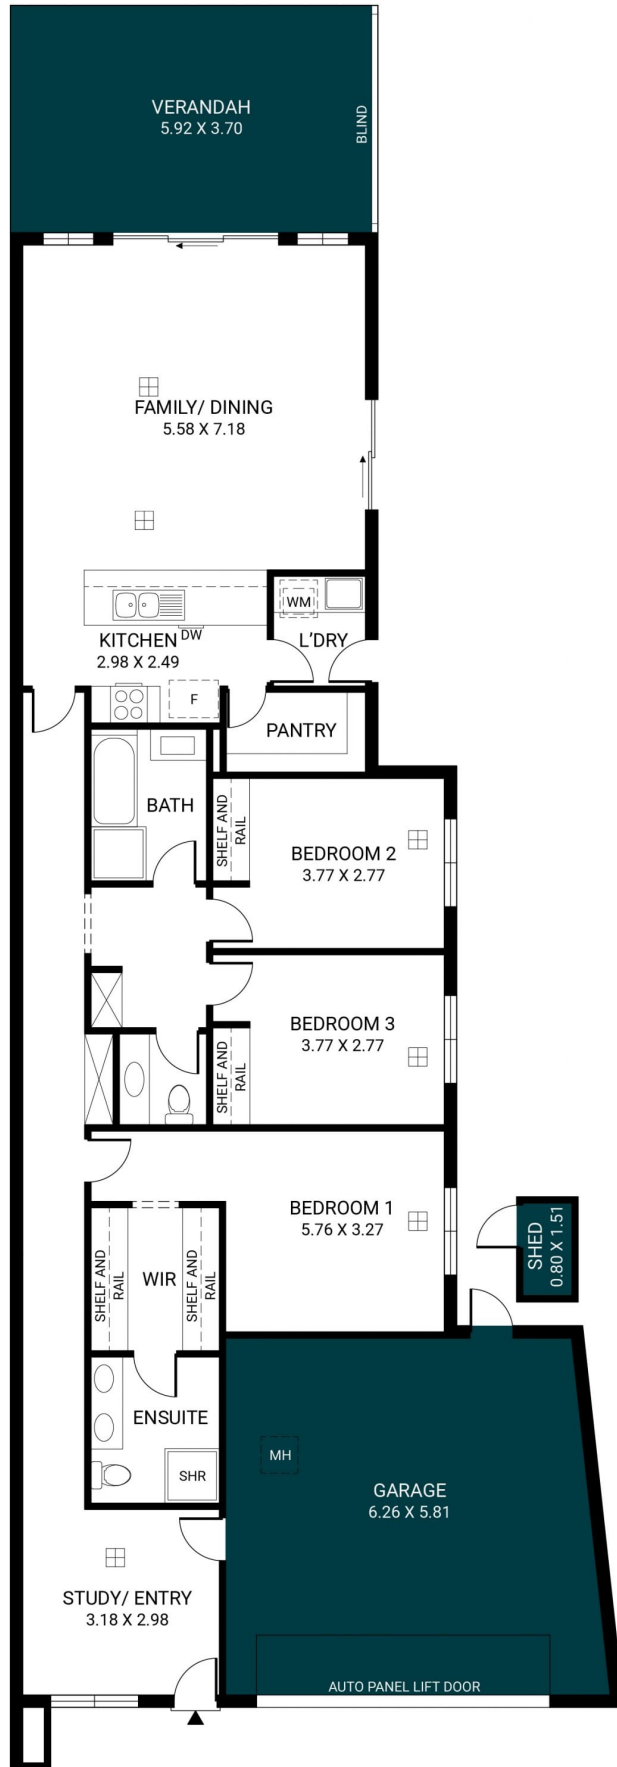 VERANDAH
5.92 X 3.70
BLIND
FAMILY/ DINING
5.58 X 7.18
WM
L'DRY
DW
KITCHEN
2.98 X 2.49
F
PANTRY
BATH
SHELF AND
RAIL
BEDROOM 2
3.77 X 2.77
BEDROOM 3
3.77 X 2.77
SHELF AND
RAIL
BEDROOM 1
5.76 X 3.27
SHED
0.80 X 1.51
SHELF AND
RAIL
WIR
SHELF AND
RAIL
ENSUITE
SHR
MH
GARAGE
6.26 X 5.81
STUDY/ ENTRY
3.18 X 2.98
AUTO PANEL LIFT DOOR